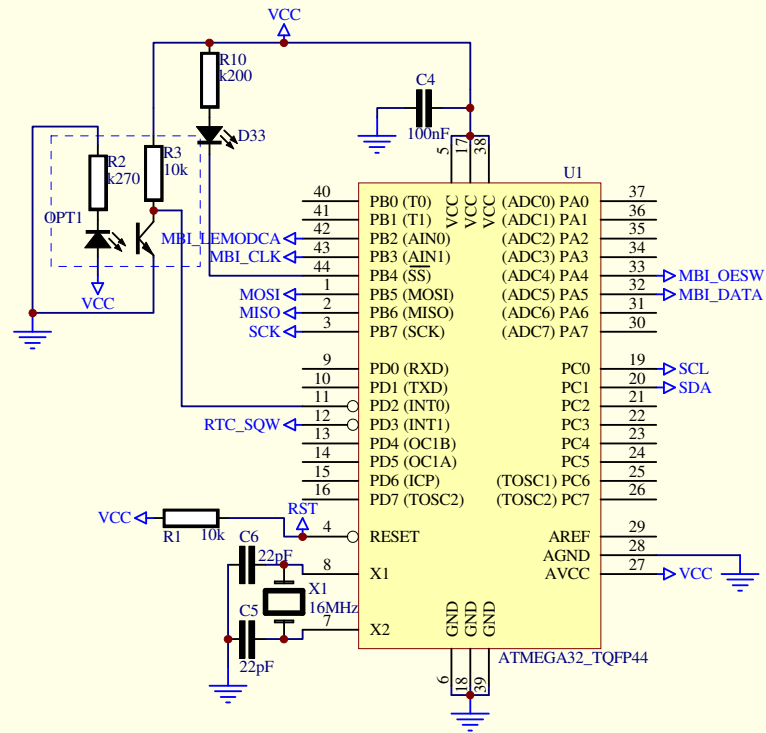 VCC
R10
k200
D33
C4
100nF
R2
k270
R3
10k
OPT1
VCC
U1
5
17
38
VCC
VCC
VCC
40 PB0 (T0) (ADC0) PA0 37
41 PB1 (T1) (ADC1) PA1 36
MBI_LEMODCA 42 PB2 (AIN0) (ADC2) PA2 35
MBI_CLK 43 PB3 (AIN1) (ADC3) PA3 34
44 PB4 (SS) (ADC4) PA4 33 MBI_OESW
MOSI 1 PB5 (MOSI) (ADC5) PA5 32 MBI_DATA
MISO 2 PB6 (MISO) (ADC6) PA6 31
SCK 3 PB7 (SCK) (ADC7) PA7 30
9 PD0 (RXD) PC0 19 SCL
10 PD1 (TXD) PC1 20 SDA
11 PD2 (INT0) PC2 21
RTC_SQW 12 PD3 (INT1) PC3 22
13 PD4 (OC1B) PC4 23
14 PD5 (OC1A) PC5 24
15 PD6 (ICP) (TOSC1) PC6 25
16 PD7 (TOSC2) (TOSC2) PC7 26
VCC R1 10k RST 4 RESET AREF 29
AGND 28
C6
22pF
8 X1 AVCC 27 VCC
X1
16MHz
C5
22pF
7 X2
GND
GND
GND
6
18
39
ATMEGA32_TQFP44